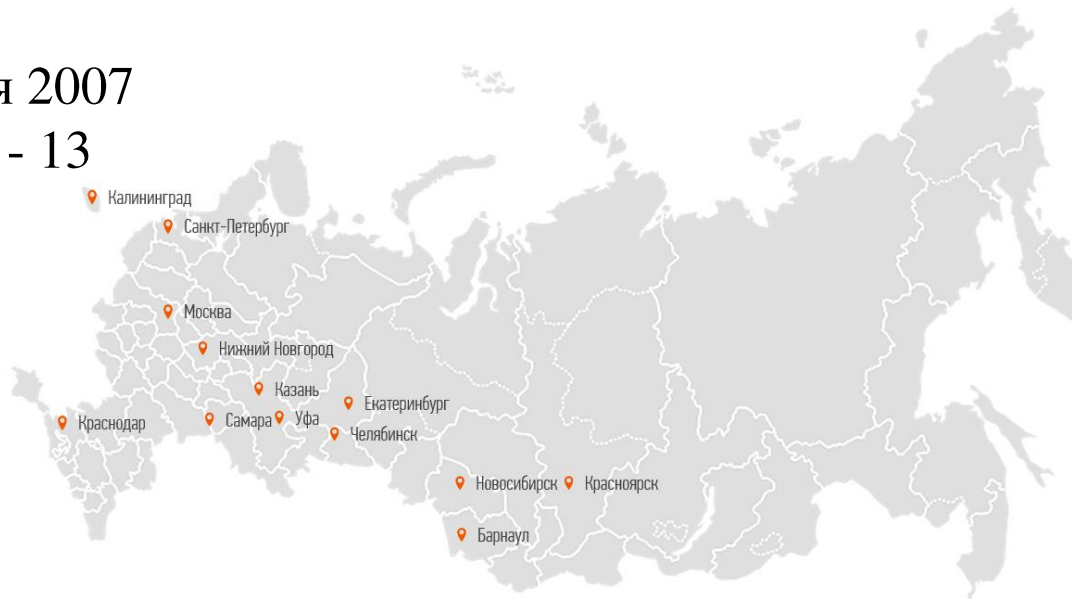 я 2007
- 13
Калининград
Санкт-Петербург
Москва
Нижний Новгород
Казань
Екатеринбург
Краснодар
Самара
Уфа
Челябинск
Новосибирск
Красноярск
Барнаул